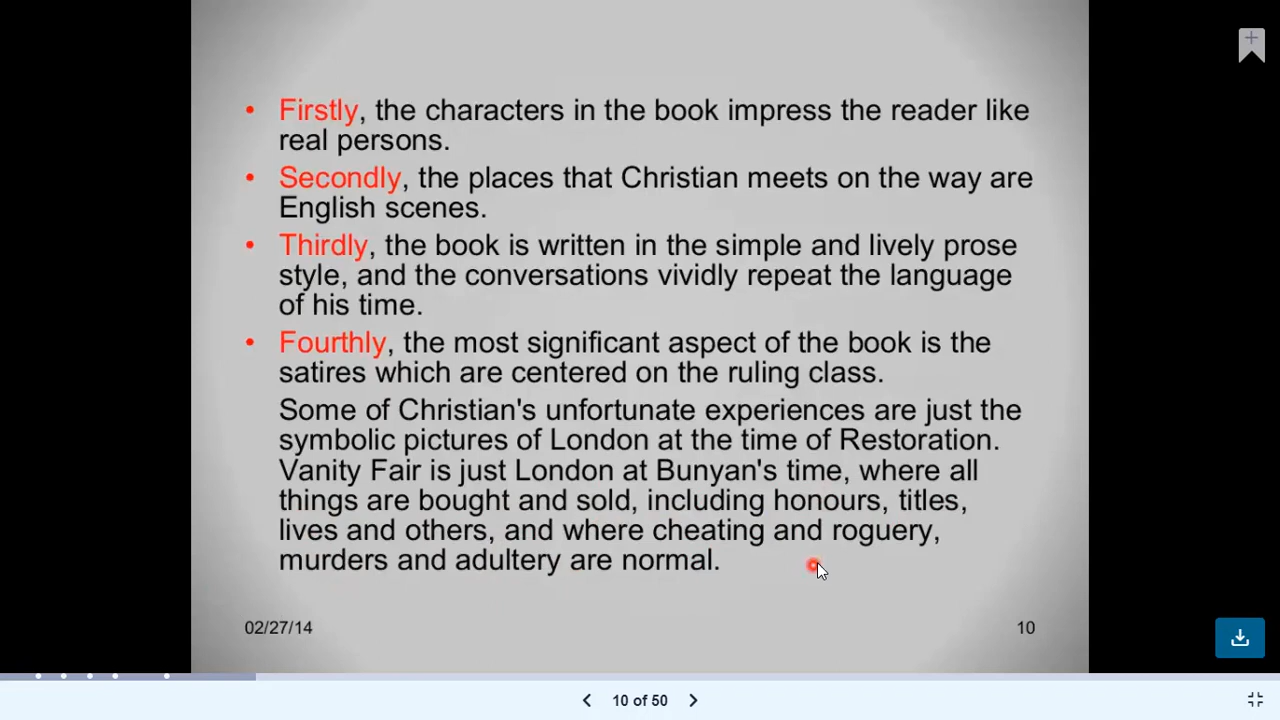 • Firstly, the characters in the book impress the reader like
real persons.
• Secondly, the places that Christian meets on the way are
English scenes.
• Thirdly, the book is written in the simple and lively prose
style, and the conversations vividly repeat the language
of his time.
• Fourthly, the most significant aspect of the book is the
satires which are centered on the ruling class.
Some of Christian's unfortunate experiences are just the
symbolic pictures of London at the time of Restoration.
Vanity Fair is just London at Bunyan's time, where all
things are bought and sold, including honours, titles,
lives and others, and where cheating and roguery,
murders and adultery are normal.
02/27/14
10
10 of 50